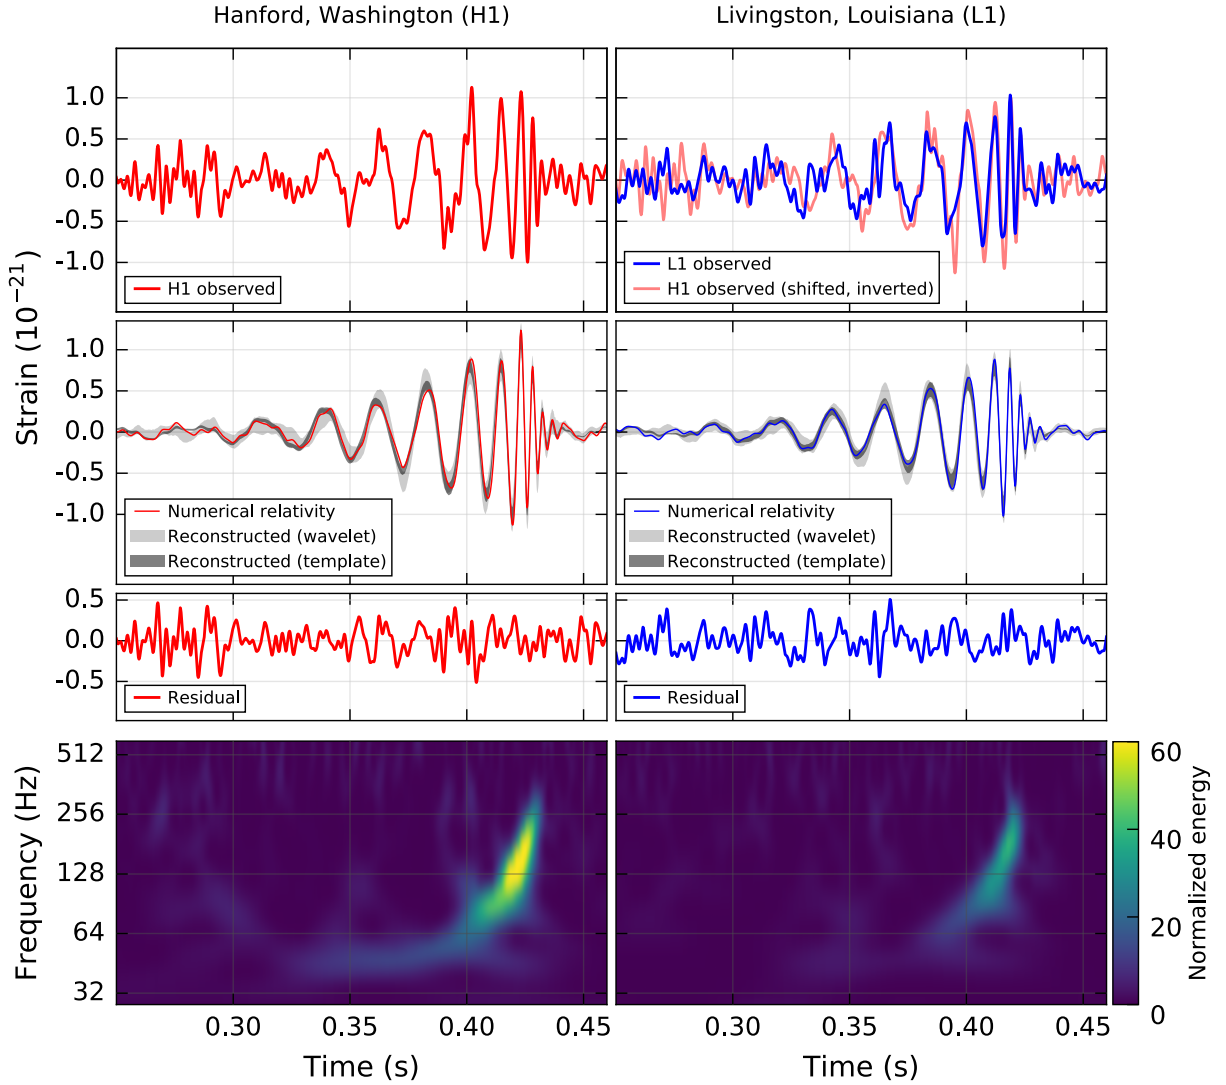 Hanford, Washington (H1)
Livingston, Louisiana (L1)
Strain (10⁻²¹)
1.0
0.5
0.0
-0.5
-1.0
H1 observed
L1 observed
H1 observed (shifted, inverted)
1.0
0.5
0.0
-0.5
-1.0
Numerical relativity
Reconstructed (wavelet)
Reconstructed (template)
Numerical relativity
Reconstructed (wavelet)
Reconstructed (template)
0.5
0.0
-0.5
Residual
Residual
Frequency (Hz)
512
256
128
64
32
0.30 0.35 0.40 0.45
Time (s)
0.30 0.35 0.40 0.45
Time (s)
60
40
20
0
Normalized energy